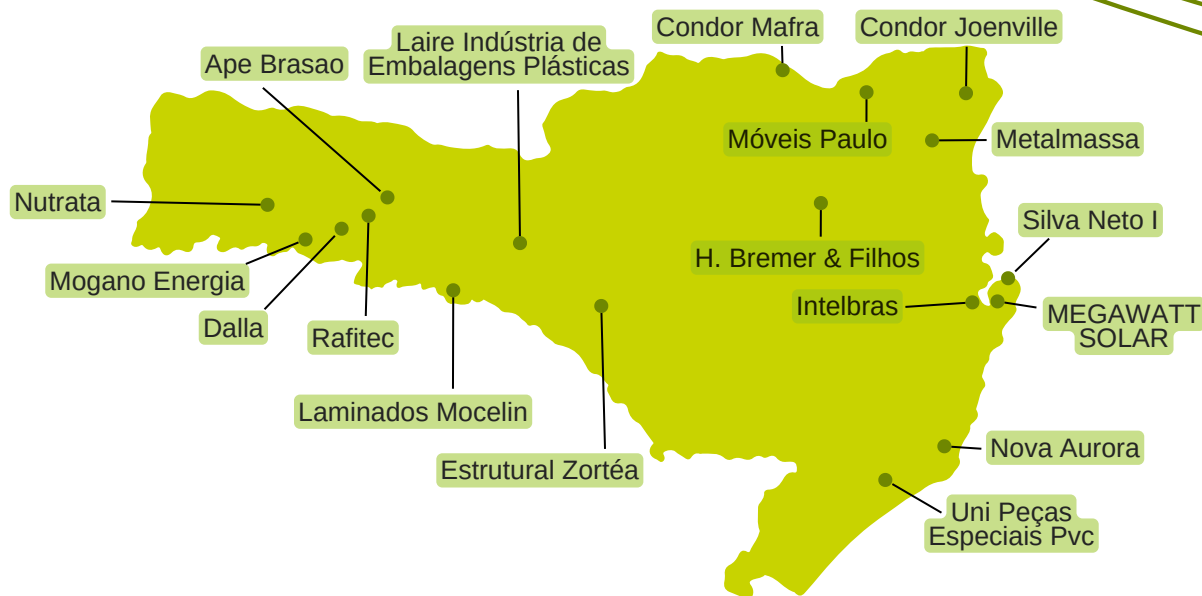 Condor Mafra
Condor Joenville
Laire Indústria de
Embalagens Plásticas
Ape Brasao
Móveis Paulo
Metalmassa
Nutrata
Silva Neto I
H. Bremer & Filhos
Mogano Energia
Intelbras
MEGAWATT
SOLAR
Dalla
Rafitec
Laminados Mocelin
Nova Aurora
Estrutural Zortéa
Uni Peças
Especiais Pvc